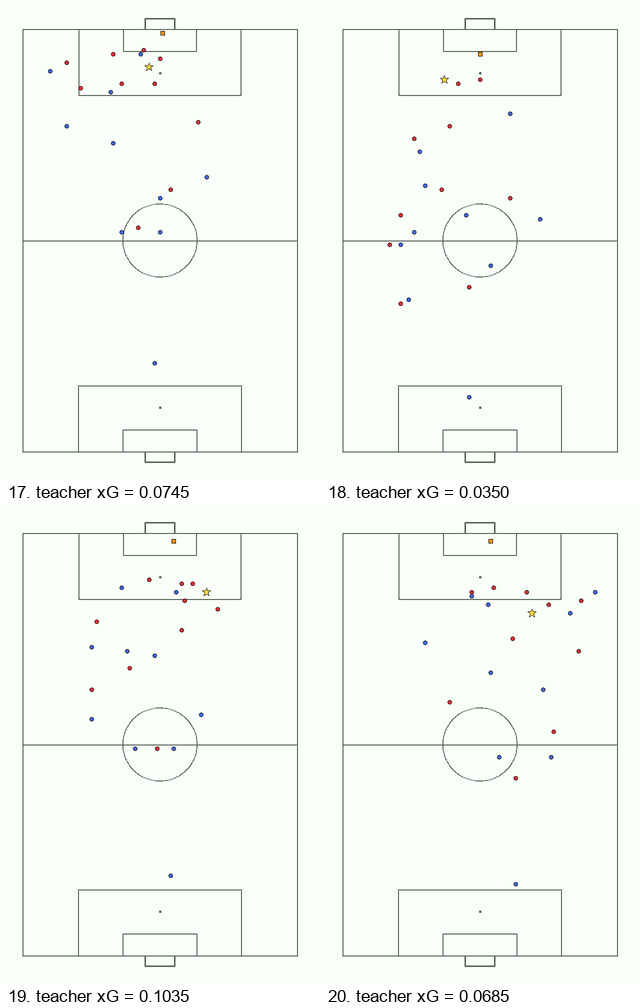 17. teacher xG = 0.0745
18. teacher xG = 0.0350
19. teacher xG = 0.1035
20. teacher xG = 0.0685